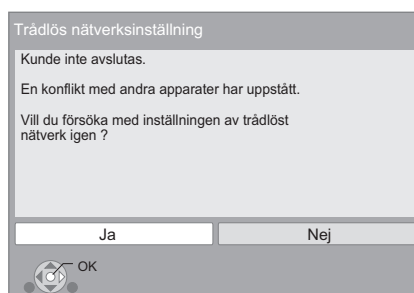 Trådlös nätverksinställning
Kunde inte avslutas.
En konflikt med andra apparater har uppstått.
Vill du försöka med inställningen av trådlöst
nätverk igen ?
Ja
Nej
OK